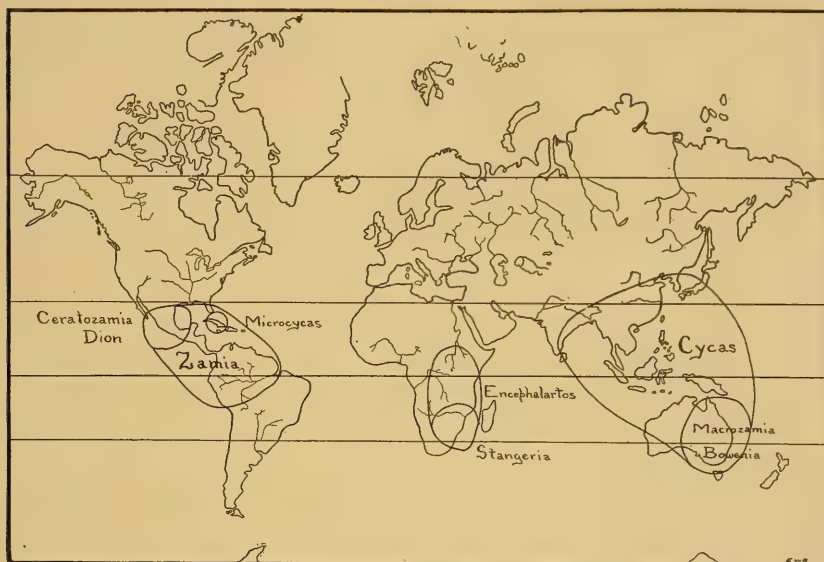 Ceratozamia
Dion
Microcycas
Zamia
Encephalartos
Stangeria
Cycas
Macrozamia
Bowenia